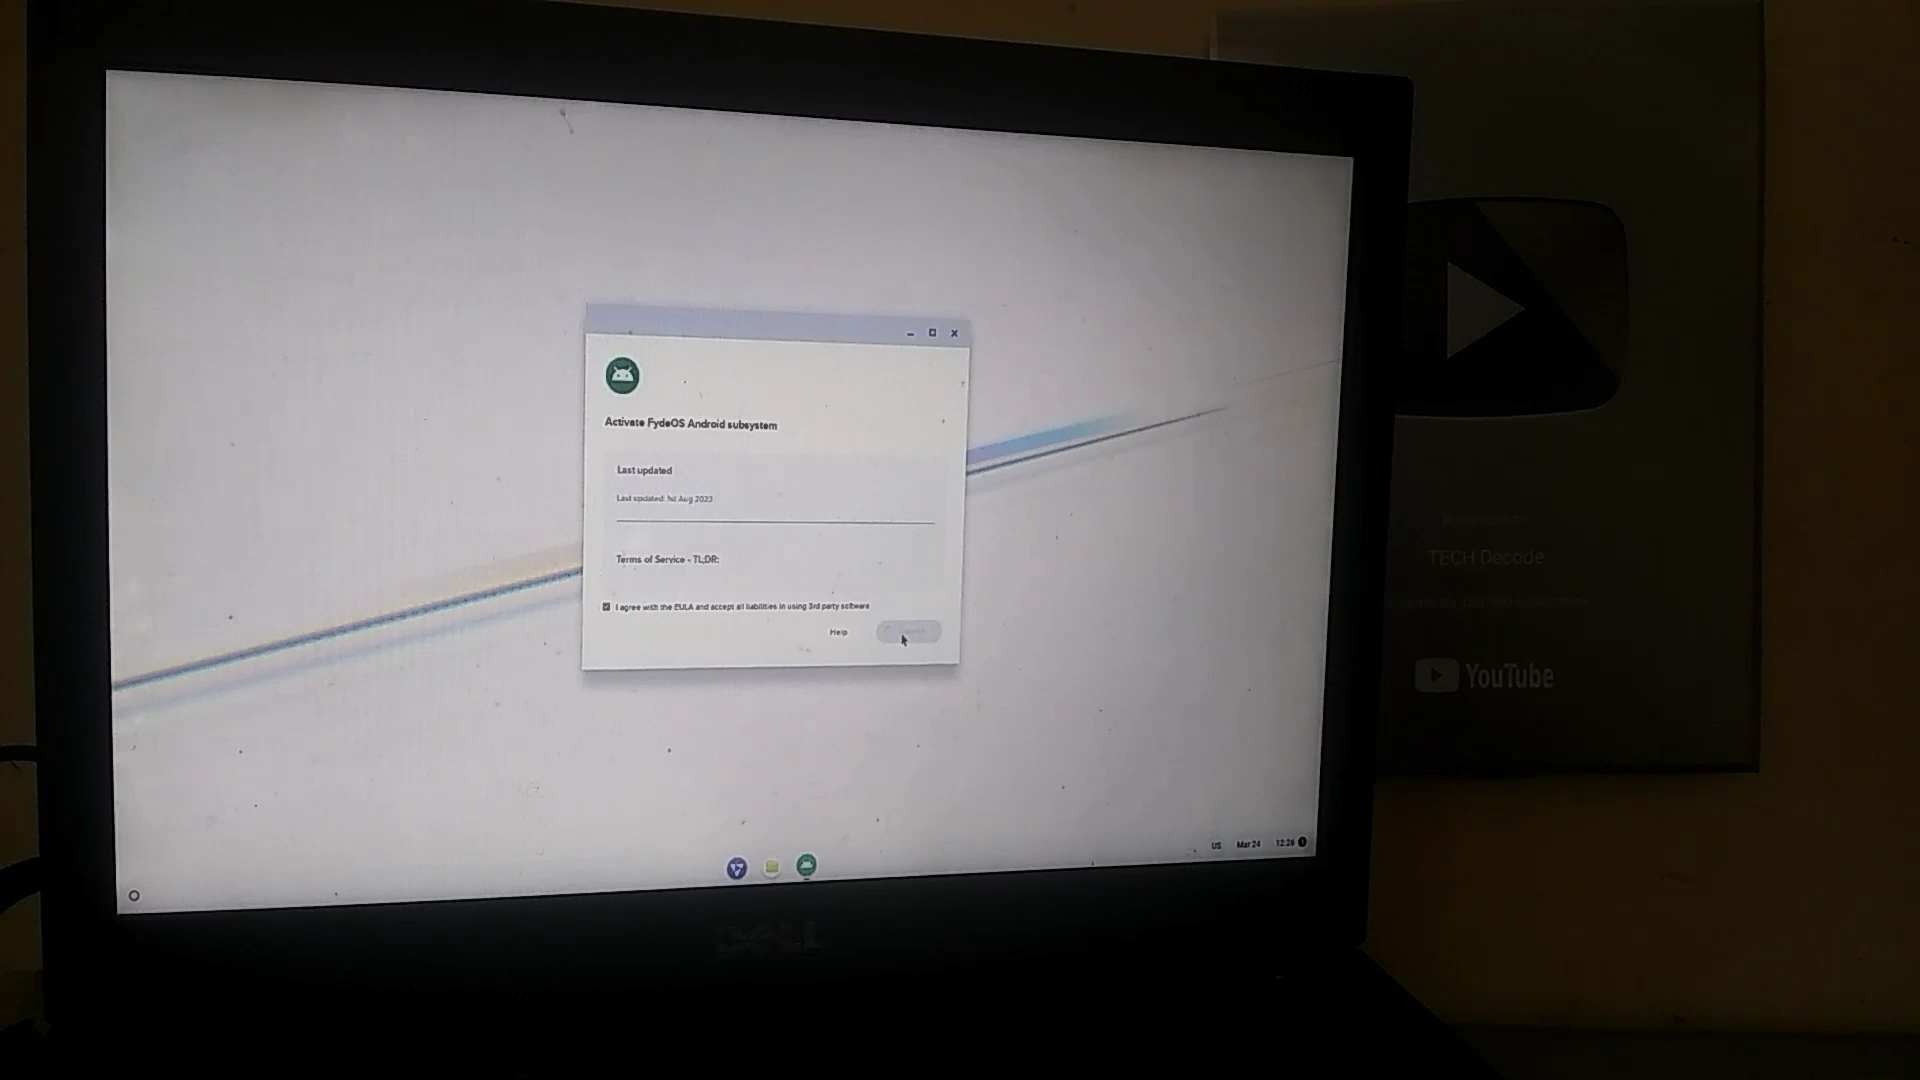 Activate FydeOS Android subsystem
Last updated
Last updated: 1st Aug 2023
Terms of Service - TL;DR:
I agree with the EULA and accept all liabilities in using 3rd party software
Help
US Mar 24 12:26
DELL
TECH Decode
YouTube